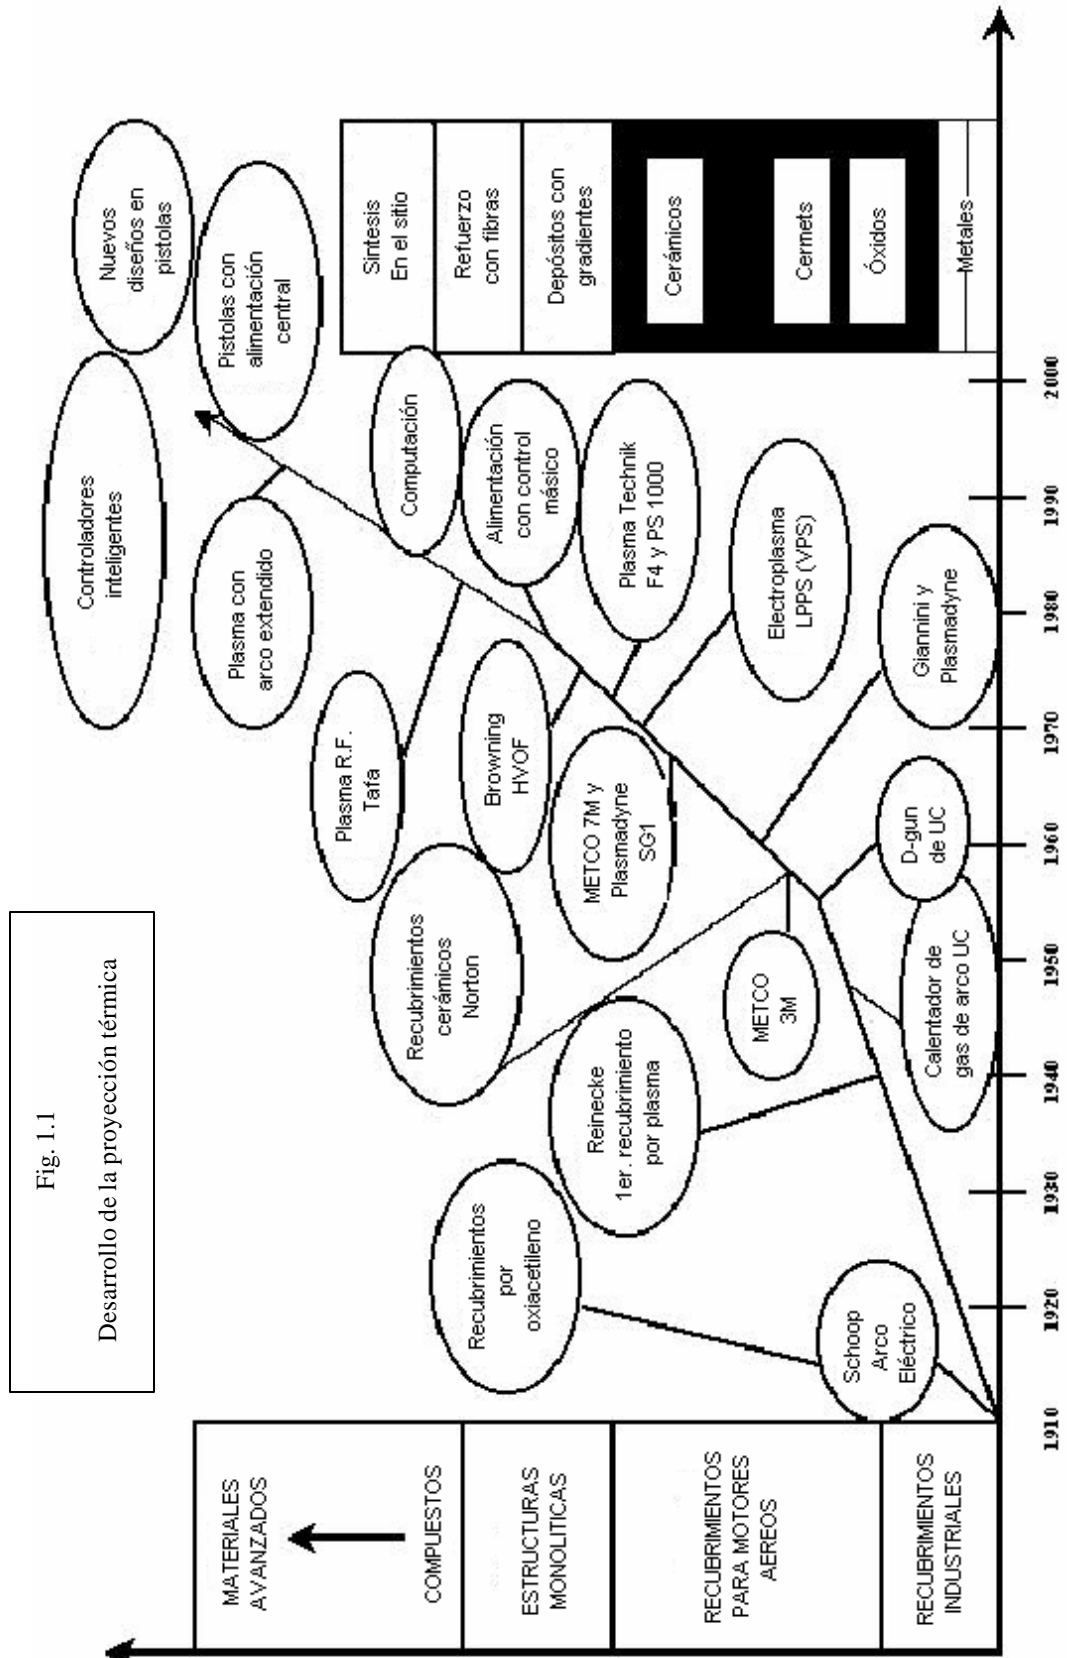 Fig. 1.1
Desarrollo de la proyección térmica
MATERIALES
AVANZADOS
COMPUESTOS
ESTRUCTURAS
MONOLITICAS
RECUBRIMIENTOS
PARA MOTORES
AEREOS
RECUBRIMIENTOS
INDUSTRIALES
Schoop
Arco
Eléctrico
Recubrimientos
por
oxiacetileno
Reinecke
1er. recubrimiento
por plasma
Recubrimientos
cerámicos
Norton
METCO
3M
Calentador de
gas de arco UC
D-gun
de UC
METCO 7M y
Plasmadyne
SG1
Browning
HVOF
Plasma R.F.
Tafa
Giannini y
Plasmadyne
Electroplasma
LPPS (VPS)
Plasma Technik
F4 y PS 1000
Alimentación
con control
másico
Computación
Plasma con
arco extendido
Controladores
inteligentes
Pistolas con
alimentación
central
Nuevos
diseños en
pistolas
Sintesis
En el sitio
Refuerzo
con fibras
Depósitos con
gradientes
Cerámicos
Cermets
Óxidos
Metales
1910
1920
1930
1940
1950
1960
1970
1980
1990
2000